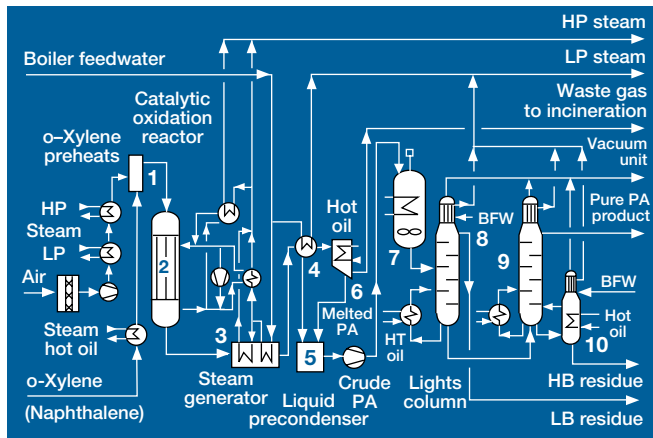 HP steam
LP steam
Boiler feedwater
Waste gas
to incineration
Catalytic
oxidation
reactor
o–Xylene
preheats
Vacuum
unit
1
HP
Steam
LP
Hot
oil
Pure PA
product
BFW
2
4
7
8
9
Air
6
Melted
PA
BFW
Steam
hot oil
3
5
HT
oil
Hot
oil
10
o–Xylene
(Naphthalene)
Steam
generator
Liquid
precondenser
Crude
PA
Lights
column
HB residue
LB residue